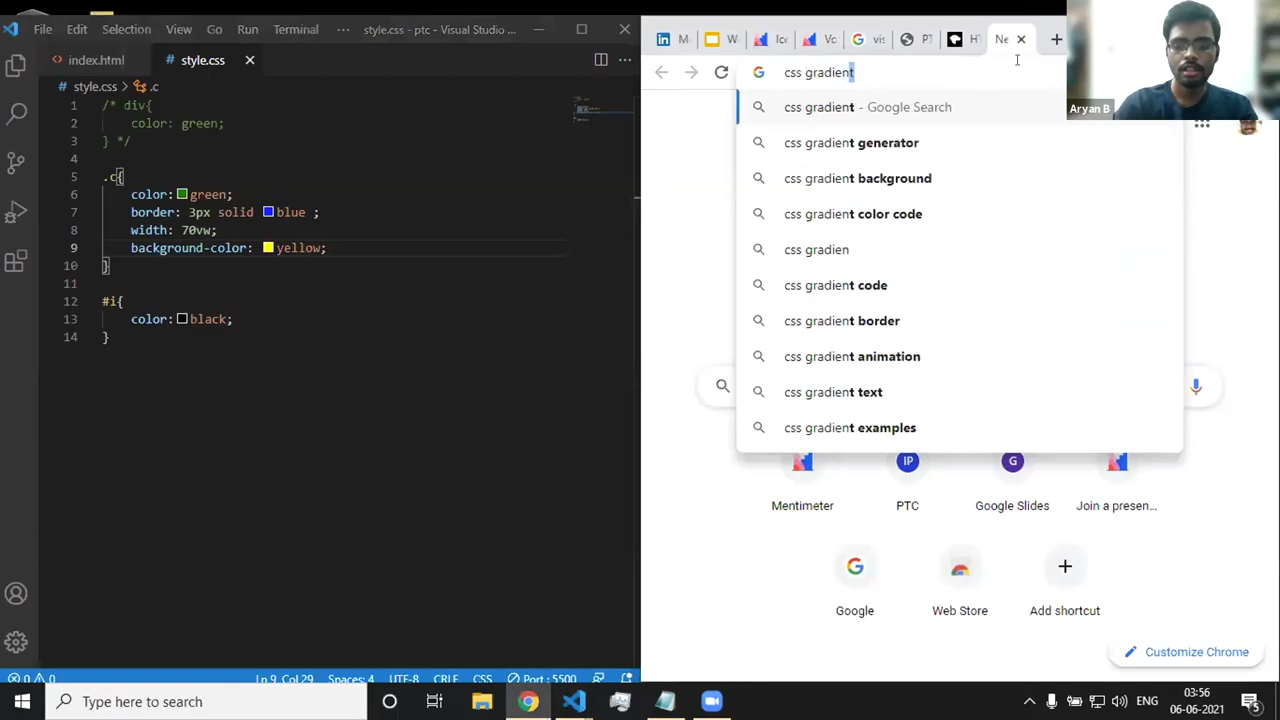 File Edit Selection ··· style.css - ptc - Visual Studio ···
index.html
style.css
style.css > .c
1 /* div{
2 color: green;
3 } */
4
5 .c{
6 color: green;
7 border: 3px solid blue ;
8 width: 70vw;
9 background-color: yellow;
10 }
11
12 #i{
13 color: black;
14 }
0 0
Ln 9, Col 29 Spaces: 4 UTF-8 CRLF CSS Port : 5500
css gradient
css gradient - Google Search
css gradient generator
css gradient background
css gradient color code
css gradien
css gradient code
css gradient border
css gradient animation
css gradient text
css gradient examples
Mentimeter
IP
PTC
G
Google Slides
Join a presen...
Google
Web Store
Add shortcut
Customize Chrome
Aryan B
Type here to search
ENG
03:56
06-06-2021
5